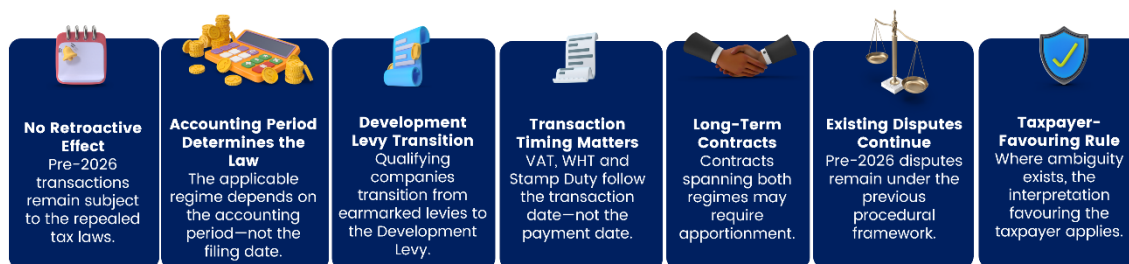 No Retroactive
Effect
Pre-2026
transactions
remain subject
to the repealed
tax laws.
Accounting Period
Determines the
Law
The applicable
regime depends on
the accounting
period—not the
filing date.
Development
Levy Transition
Qualifying
companies
transition from
earmarked levies to
the Development
Levy.
Transaction
Timing Matters
VAT, WHT and
Stamp Duty follow
the transaction
date—not the
payment date.
Long-Term
Contracts
Contracts
spanning both
regimes may
require
apportionment.
Existing Disputes
Continue
Pre-2026 disputes
remain under the
previous
procedural
framework.
Taxpayer-
Favouring Rule
Where ambiguity
exists, the
interpretation
favouring the
taxpayer applies.